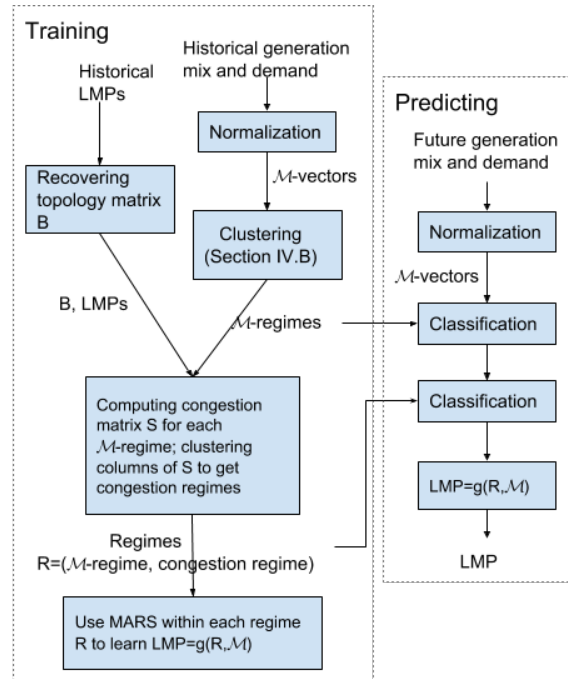 Training
Historical
LMPs
Historical generation
mix and demand
Normalization
ℳ-vectors
Recovering
topology matrix
B
Clustering
(Section IV.B)
B, LMPs
ℳ-regimes
Computing congestion
matrix S for each
ℳ-regime; clustering
columns of S to get
congestion regimes
Regimes
R=(ℳ-regime, congestion regime)
Use MARS within each regime
R to learn LMP=g(R,ℳ)
Predicting
Future generation
mix and demand
Normalization
ℳ-vectors
Classification
Classification
LMP=g(R,ℳ)
LMP